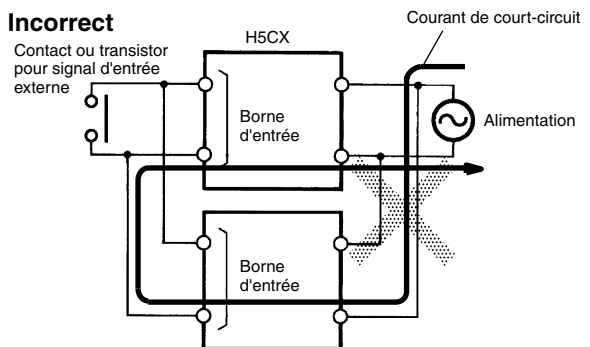 Incorrect
Courant de court-circuit
H5CX
Contact ou transistor
pour signal d'entrée
externe
Borne
d'entrée
Alimentation
Borne
d'entrée